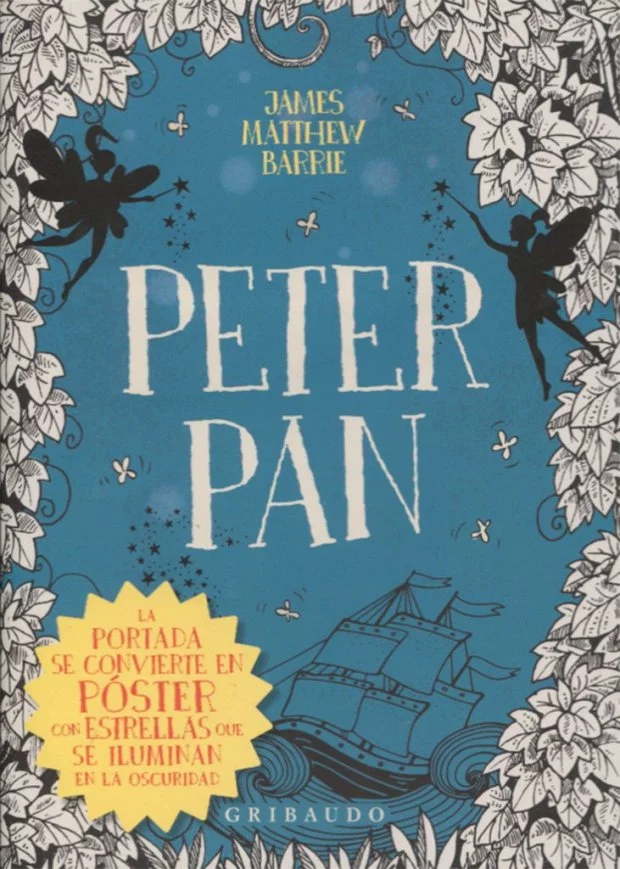 JAMES
MATTHEW
BARRIE
PETER
PAN
LA
PORTADA
SE CONVIERTE EN
PÓSTER
CON ESTRELLAS QUE
SE ILUMINAN
EN LA OSCURIDAD
GRIBAUDO